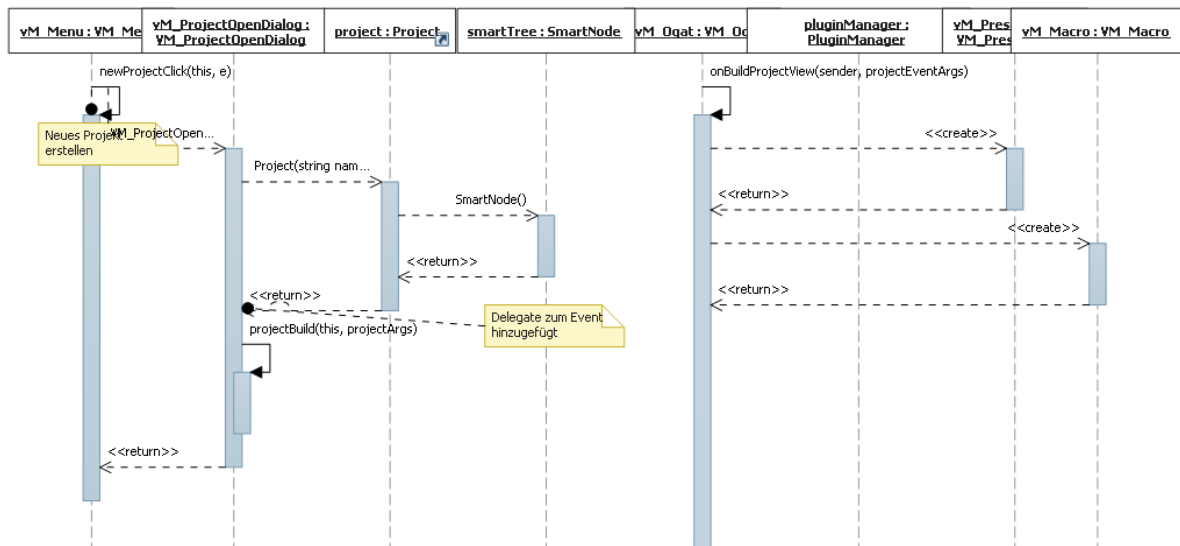 vM_Menu : VM_Me
vM_ProjectOpenDialog :
VM_ProjectOpenDialog
project : Project
smartTree : SmartNode
vM_Oqat : VM_Oq
pluginManager :
PluginManager
vM_Pres
VM_Pres
vM_Macro : VM_Macro
newProjectClick(this, e)
onBuildProjectView(sender, projectEventArgs)
Neues Projekt
erstellen
VM_ProjectOpen...
<<create>>
Project(string nam...
SmartNode()
<<return>>
<<create>>
<<return>>
<<return>>
<<return>>
Delegate zum Event
hinzugefügt
projectBuild(this, projectArgs)
<<return>>